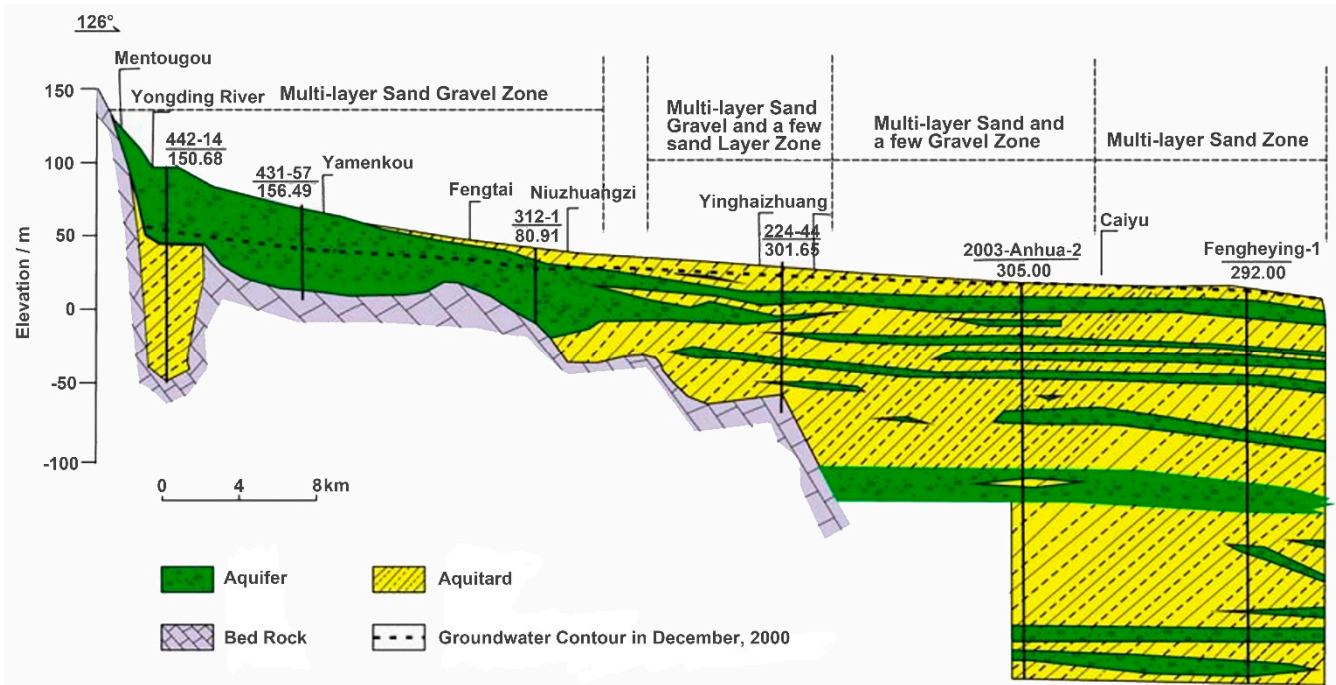 126°
Mentougou
Yongding River
Multi-layer Sand Gravel Zone
442-14
150.68
431-57
156.49
Yamenkou
Fengtai
Niuzhuangzi
312-1
80.91
Multi-layer Sand
Gravel and a few
sand Layer Zone
Multi-layer Sand and
a few Gravel Zone
Multi-layer Sand Zone
Yinghaizhuang
224-44
301.65
2003-Anhua-2
305.00
Caiyu
Fengheying-1
292.00
Elevation / m
150
100
50
0
-50
-100
0 4 8km
Aquifer
Aquitard
Bed Rock
Groundwater Contour in December, 2000